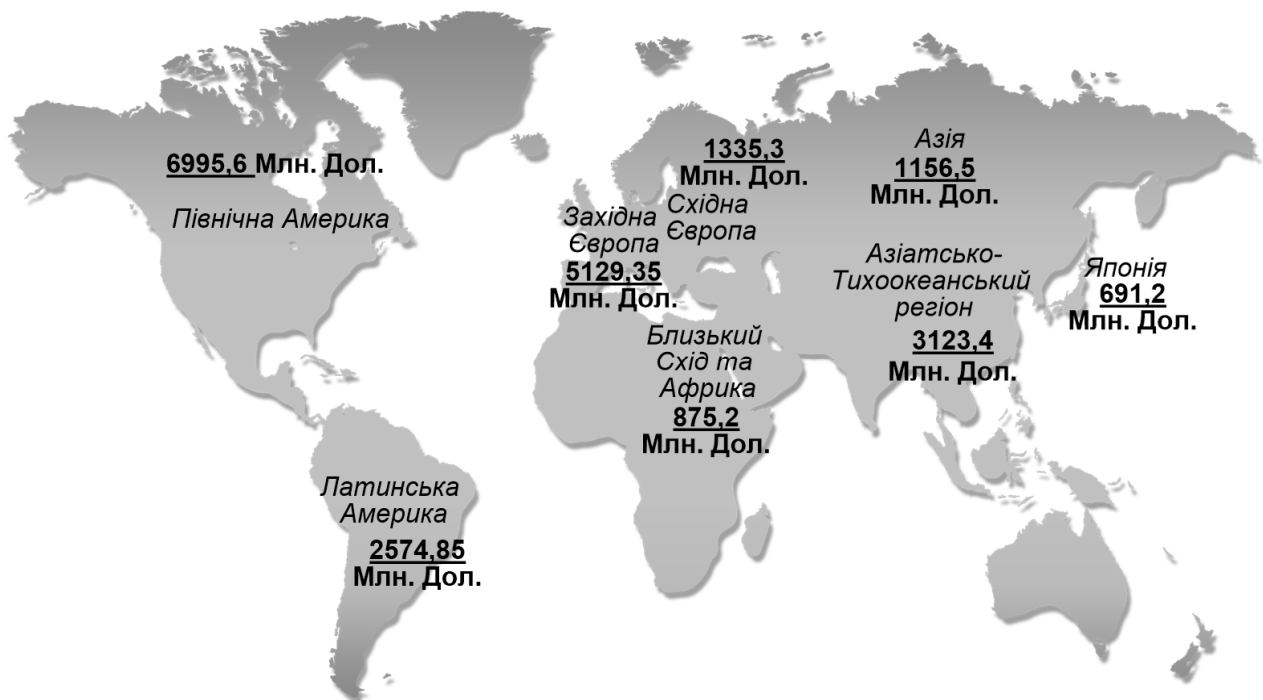 6995,6 Млн. Дол.
Північна Америка
1335,3
Млн. Дол.
Східна
Європа
Західна
Європа
5129,35
Млн. Дол.
Азія
1156,5
Млн. Дол.
Азіатсько-
Тихоокеанський
регіон
3123,4
Млн. Дол.
Японія
691,2
Млн. Дол.
Близький
Схід та
Африка
875,2
Млн. Дол.
Латинська
Америка
2574,85
Млн. Дол.